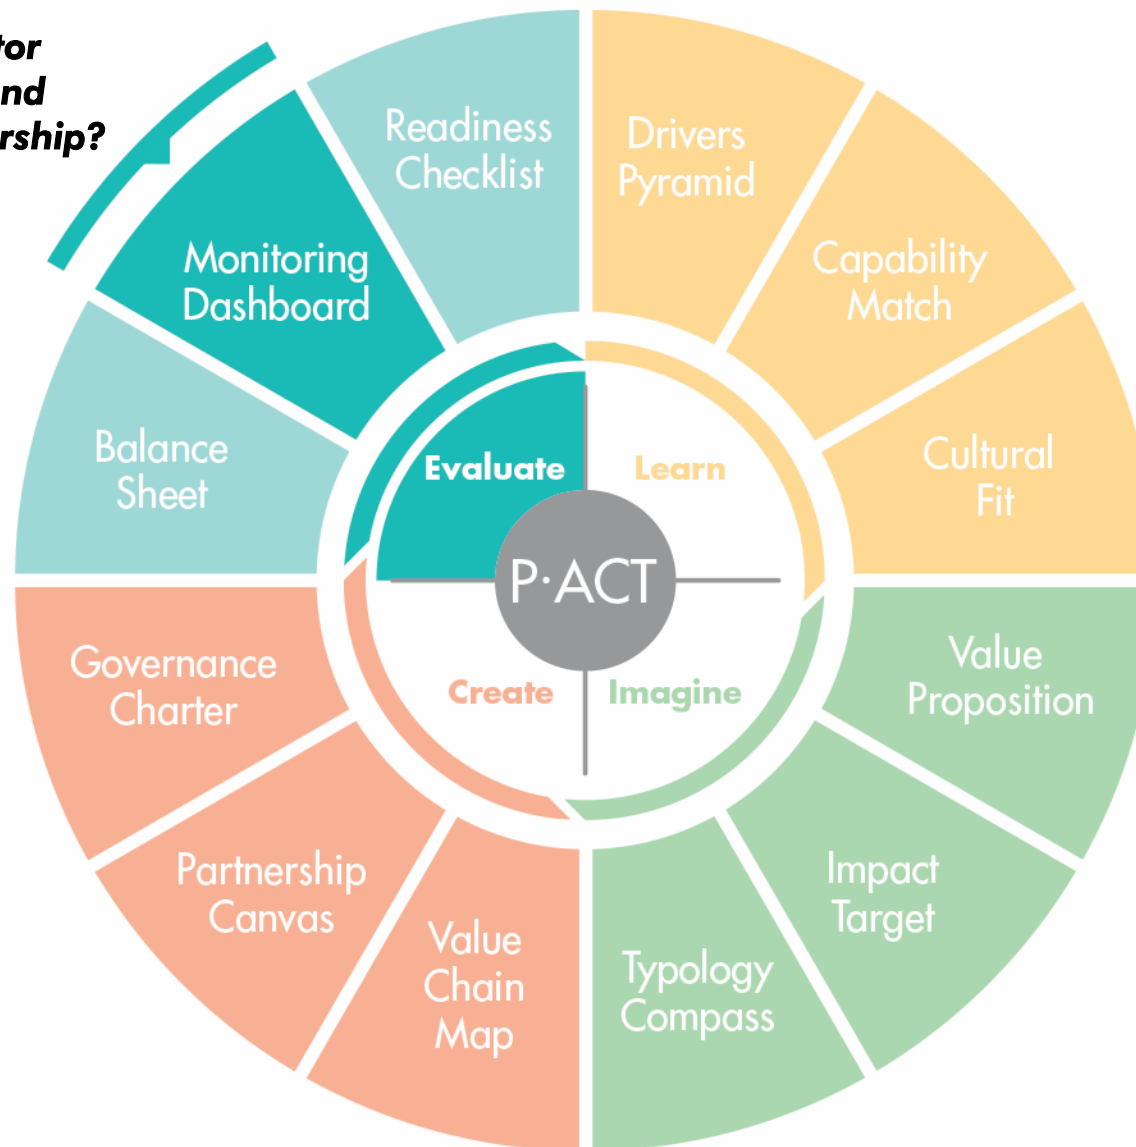 tor
nd
rship?
Readiness
Checklist
Drivers
Pyramid
Monitoring
Dashboard
Capability
Match
Balance
Sheet
Cultural
Fit
Evaluate
Learn
P·ACT
Create
Imagine
Governance
Charter
Value
Proposition
Partnership
Canvas
Impact
Target
Value
Chain
Map
Typology
Compass